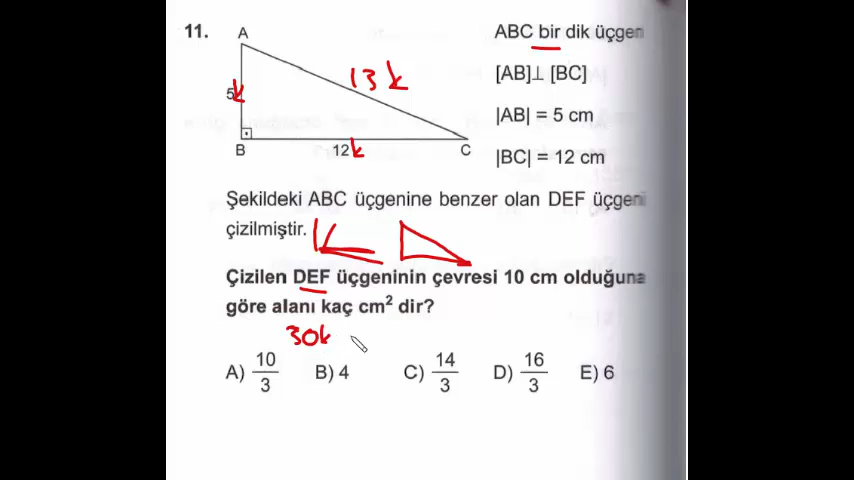 11.
A
ABC bir dik üçgen
13k
[AB]⊥ [BC]
5k
|AB| = 5 cm
B
12k
C
|BC| = 12 cm
Şekildeki ABC üçgenine benzer olan DEF üçgeni
çizilmiştir.
Çizilen DEF üçgeninin çevresi 10 cm olduğuna
göre alanı kaç cm² dir?
30k
A) 10/3 B) 4 C) 14/3 D) 16/3 E) 6